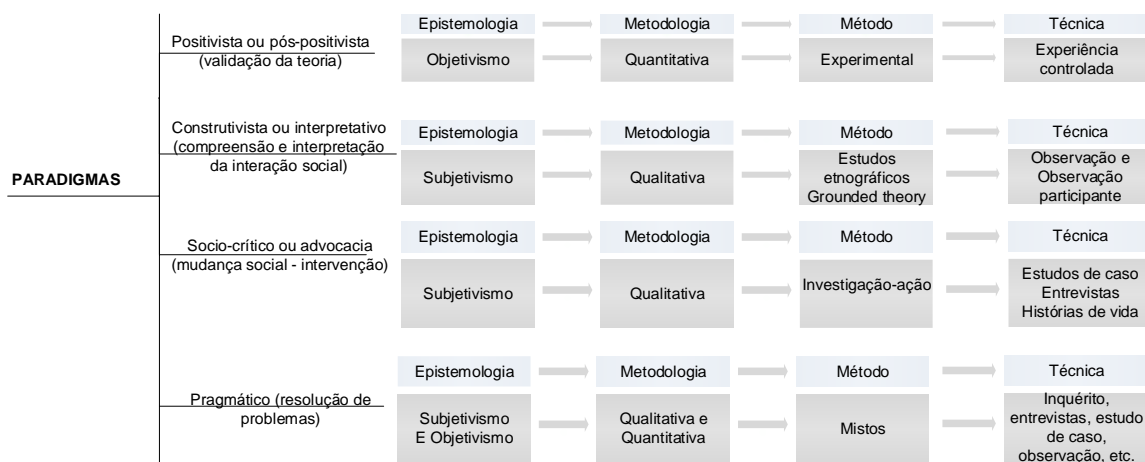 PARADIGMAS
Positivista ou pós-positivista
(validação da teoria)
Epistemologia
Metodologia
Método
Técnica
Objetivismo
Quantitativa
Experimental
Experiência
controlada
Construtivista ou interpretativo
(compreensão e interpretação
da interação social)
Epistemologia
Metodologia
Método
Técnica
Subjetivismo
Qualitativa
Estudos
etnográficos
Grounded theory
Observação e
Observação
participante
Socio-crítico ou advocacia
(mudança social - intervenção)
Epistemologia
Metodologia
Método
Técnica
Subjetivismo
Qualitativa
Investigação-ação
Estudos de caso
Entrevistas
Histórias de vida
Pragmático (resolução de
problemas)
Epistemologia
Metodologia
Método
Técnica
Subjetivismo
E Objetivismo
Qualitativa e
Quantitativa
Mistos
Inquérito,
entrevistas, estudo
de caso,
observação, etc.